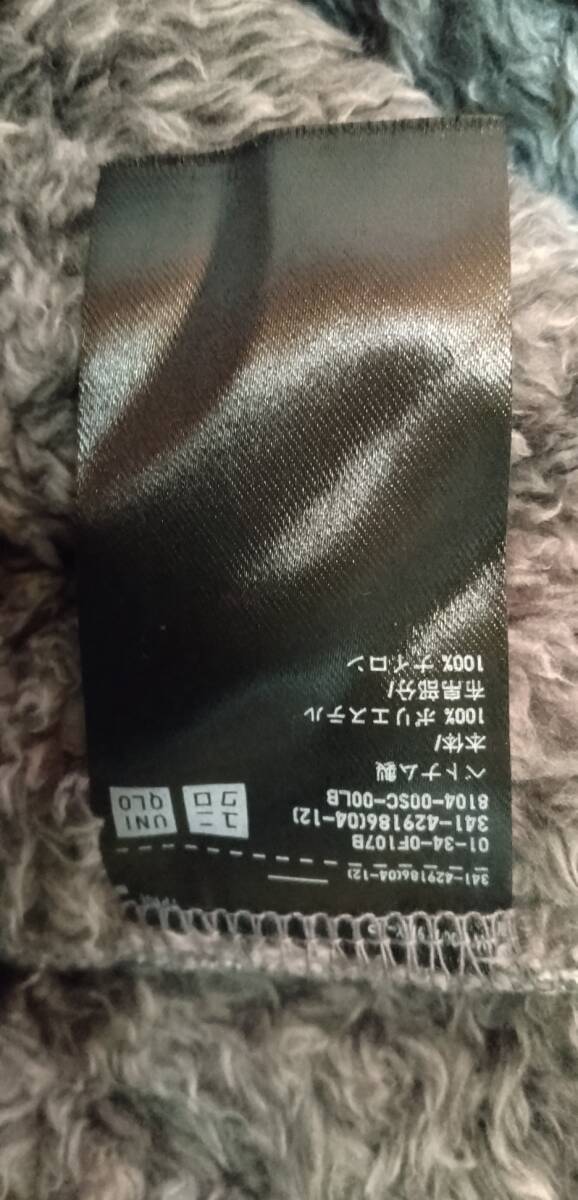 341-429186(04-12)
01-34-0F107B
341-429186(04-12)
8104-00SC-00LB
ベトナム製
本体/
100% ポリエステル
布帛部分/
100% ナイロン
ユニ
クロ
UNI
QLO